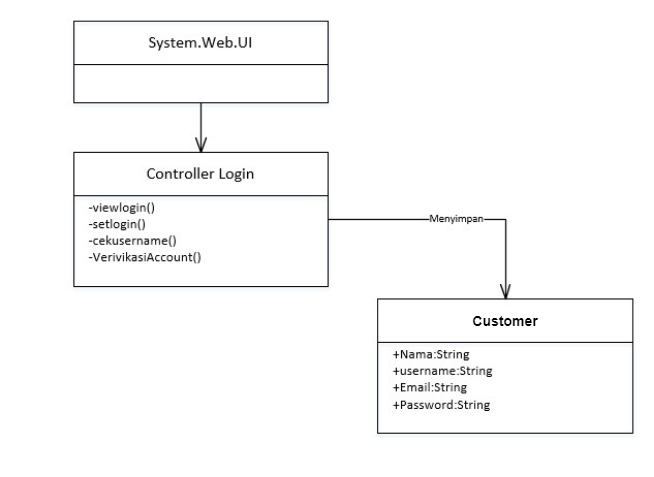 System.Web.UI
Controller Login
-viewlogin()
-setlogin()
-cekusername()
-VerivikasiAccount()
Menyimpan
Customer
+Nama:String
+username:String
+Email:String
+Password:String